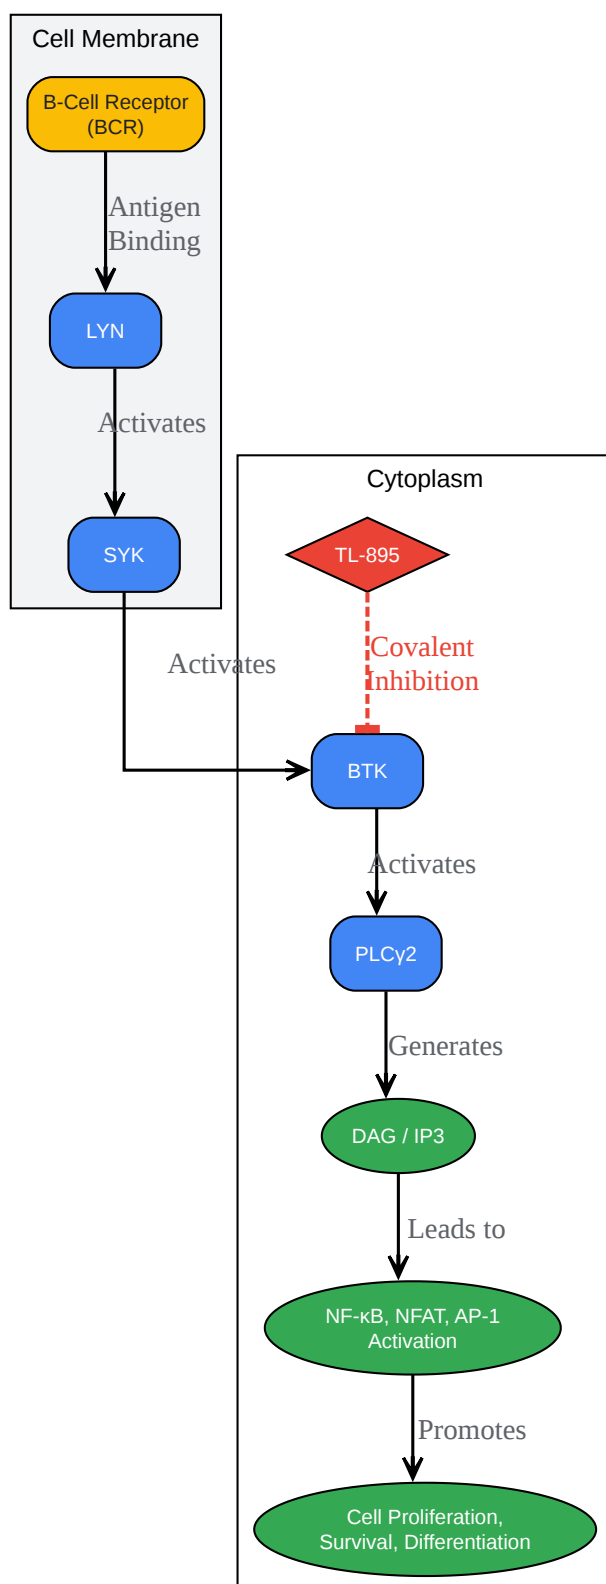 Cell Membrane
B-Cell Receptor
(BCR)
Antigen
Binding
LYN
Activates
SYK
Activates
Cytoplasm
TL-895
Covalent
Inhibition
BTK
Activates
PLCγ2
Generates
DAG / IP3
Leads to
NF-κB, NFAT, AP-1
Activation
Promotes
Cell Proliferation,
Survival, Differentiation